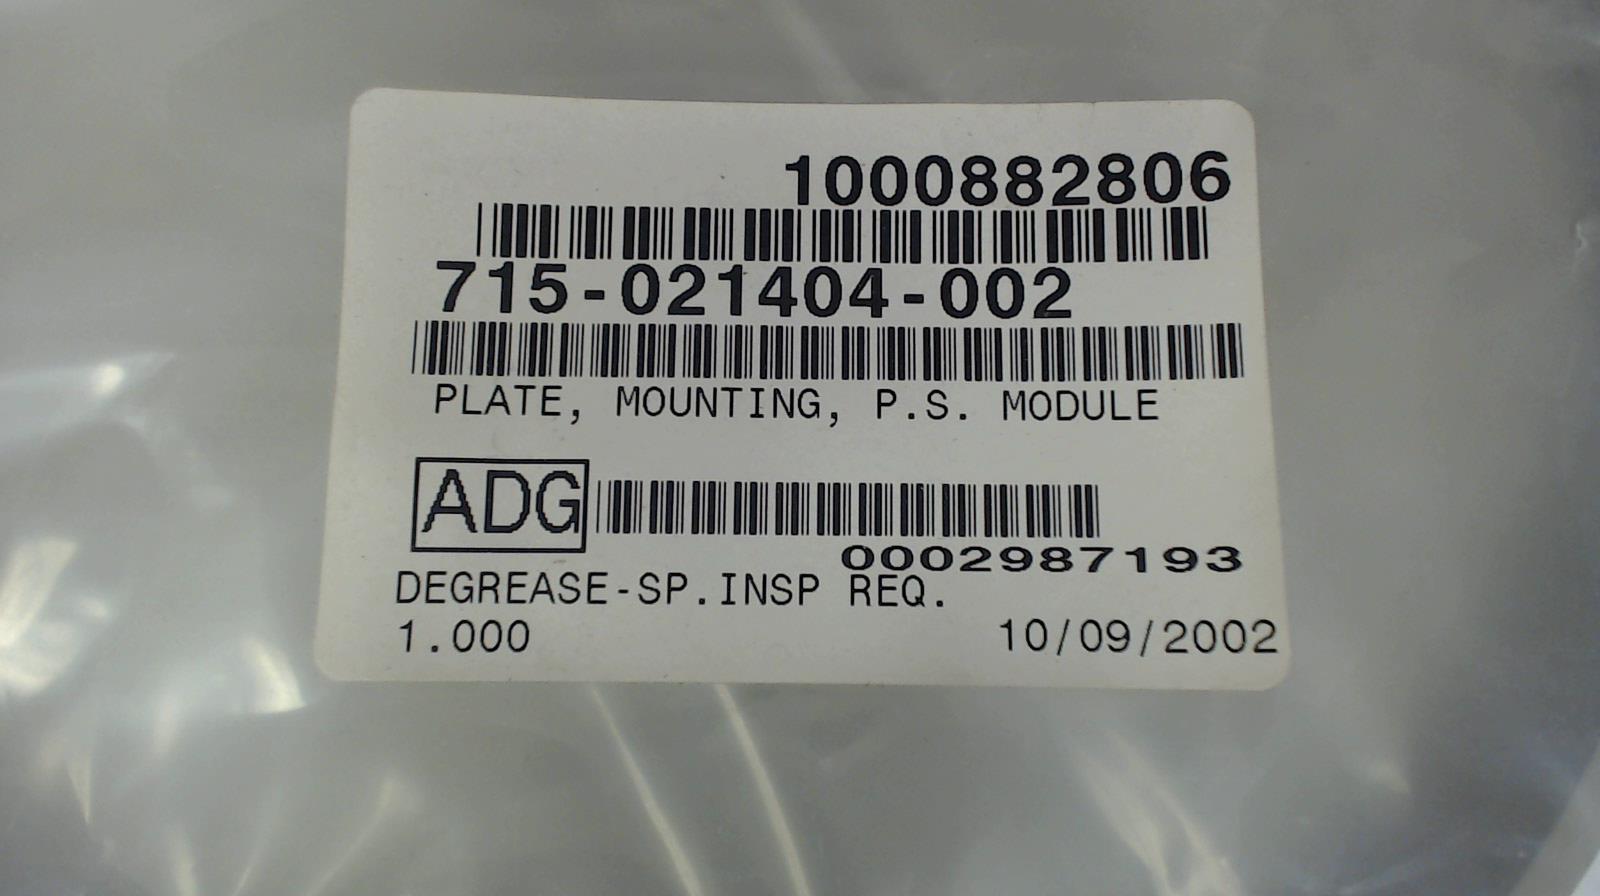 1000882806
715-021404-002
PLATE, MOUNTING, P.S. MODULE
ADG
0002987193
DEGREASE-SP.INSP REQ.
1.000 10/09/2002